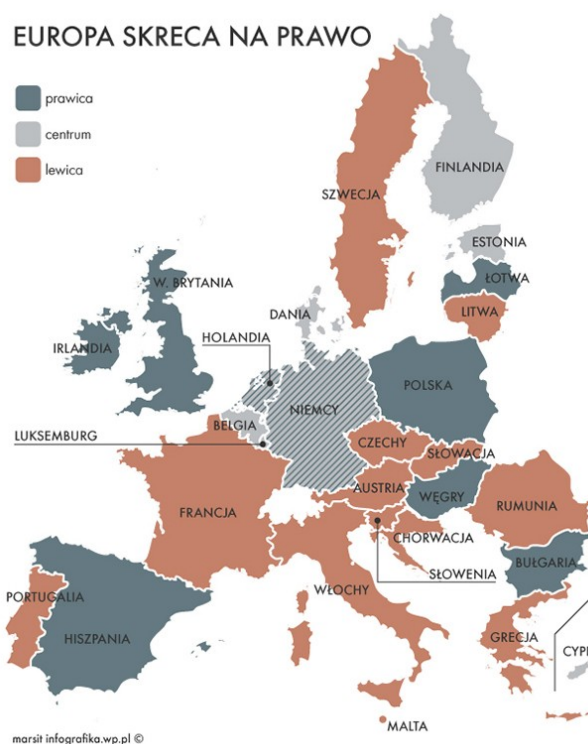 EUROPA SKRECA NA PRAWO
prawica
centrum
lewica
FINLANDIA
SZWECJA
ESTONIA
W. BRYTANIA
ŁOTWA
DANIA
LITWA
HOLANDIA
IRLANDIA
POLSKA
NIEMCY
BELGIA
LUKSEMBURG
CZECHY
SŁOWACJA
AUSTRIA
WĘGRY
RUMUNIA
FRANCJA
CHORWACJA
BUŁGARIA
SŁOWENIA
WŁOCHY
PORTUGALIA
HISZPANIA
GRECJA
CYP
MALTA
marsit infografika.wp.pl ©